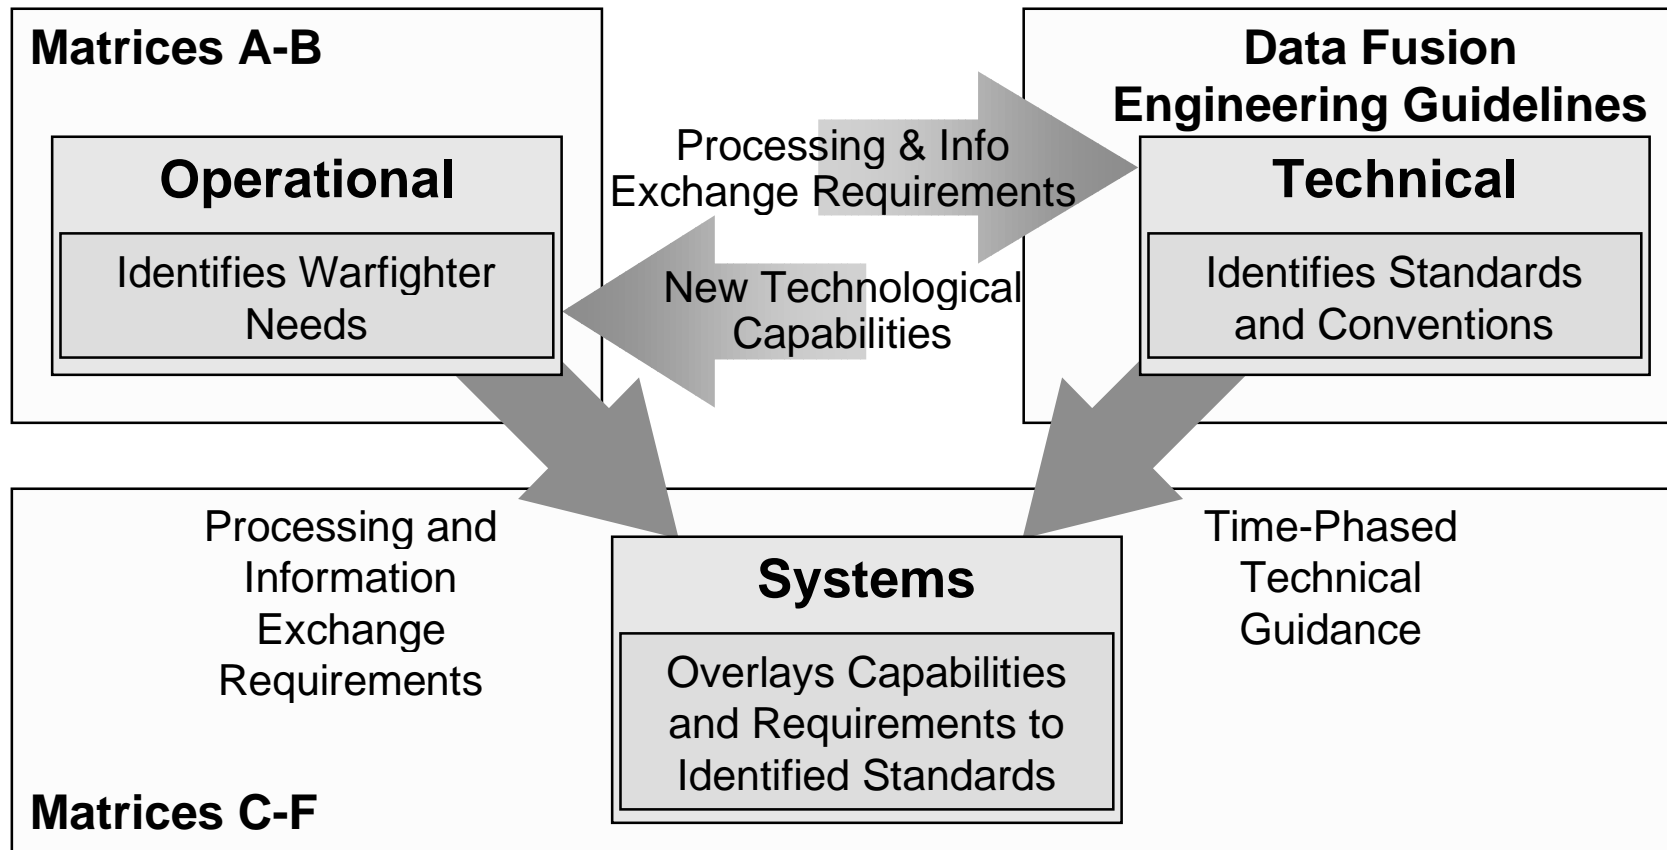 Matrices A-B
Operational
Identifies Warfighter
Needs
Processing & Info
Exchange Requirements
New Technological
Capabilities
Data Fusion
Engineering Guidelines
Technical
Identifies Standards
and Conventions
Processing and
Information
Exchange
Requirements
Systems
Overlays Capabilities
and Requirements to
Identified Standards
Time-Phased
Technical
Guidance
Matrices C-F